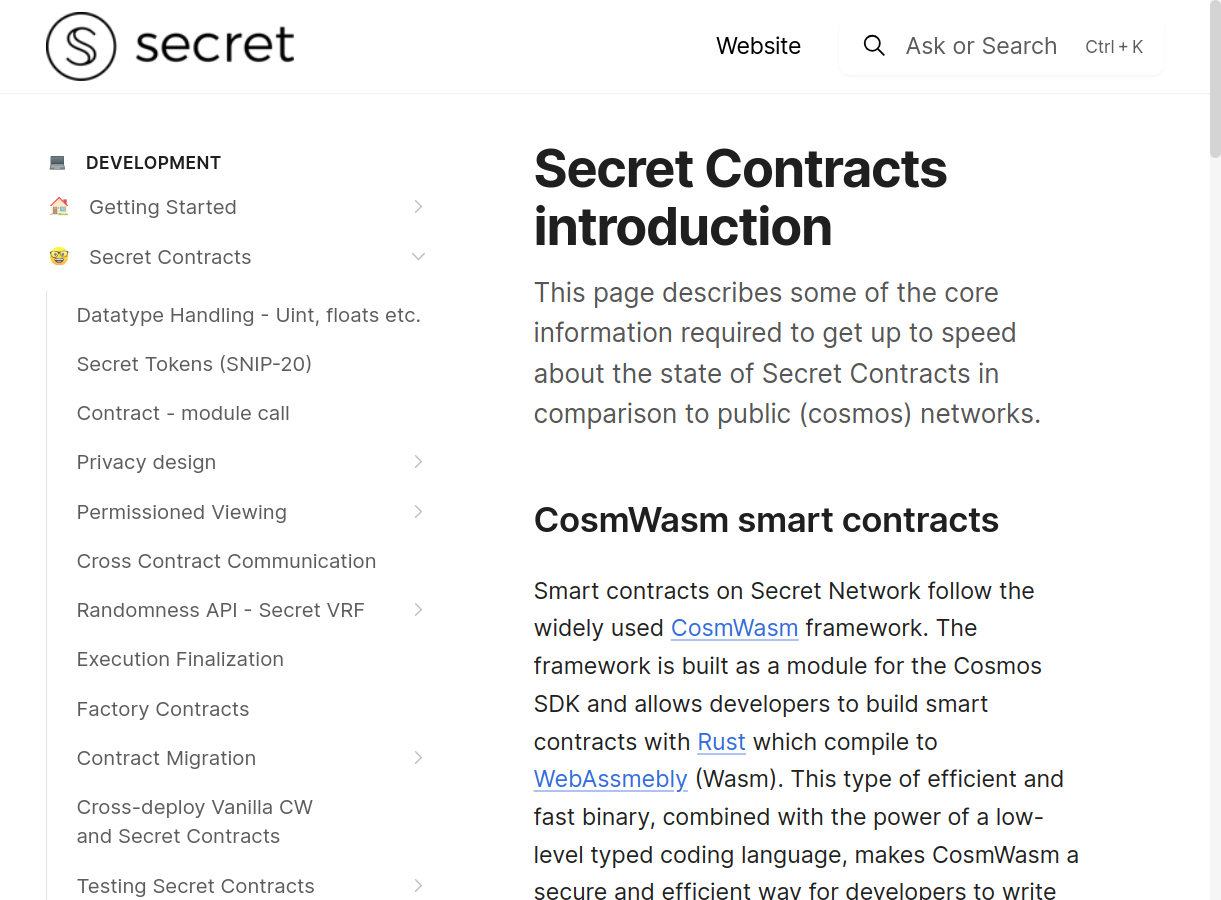 secret
Website
Ask or Search
Ctrl + K
DEVELOPMENT
Getting Started
Secret Contracts
Datatype Handling - Uint, floats etc.
Secret Tokens (SNIP-20)
Contract - module call
Privacy design
Permissioned Viewing
Cross Contract Communication
Randomness API - Secret VRF
Execution Finalization
Factory Contracts
Contract Migration
Cross-deploy Vanilla CW
and Secret Contracts
Testing Secret Contracts
Secret Contracts
introduction
This page describes some of the core
information required to get up to speed
about the state of Secret Contracts in
comparison to public (cosmos) networks.
CosmWasm smart contracts
Smart contracts on Secret Network follow the
widely used CosmWasm framework. The
framework is built as a module for the Cosmos
SDK and allows developers to build smart
contracts with Rust which compile to
WebAssmebly (Wasm). This type of efficient and
fast binary, combined with the power of a low-
level typed coding language, makes CosmWasm a
secure and efficient way for developers to write